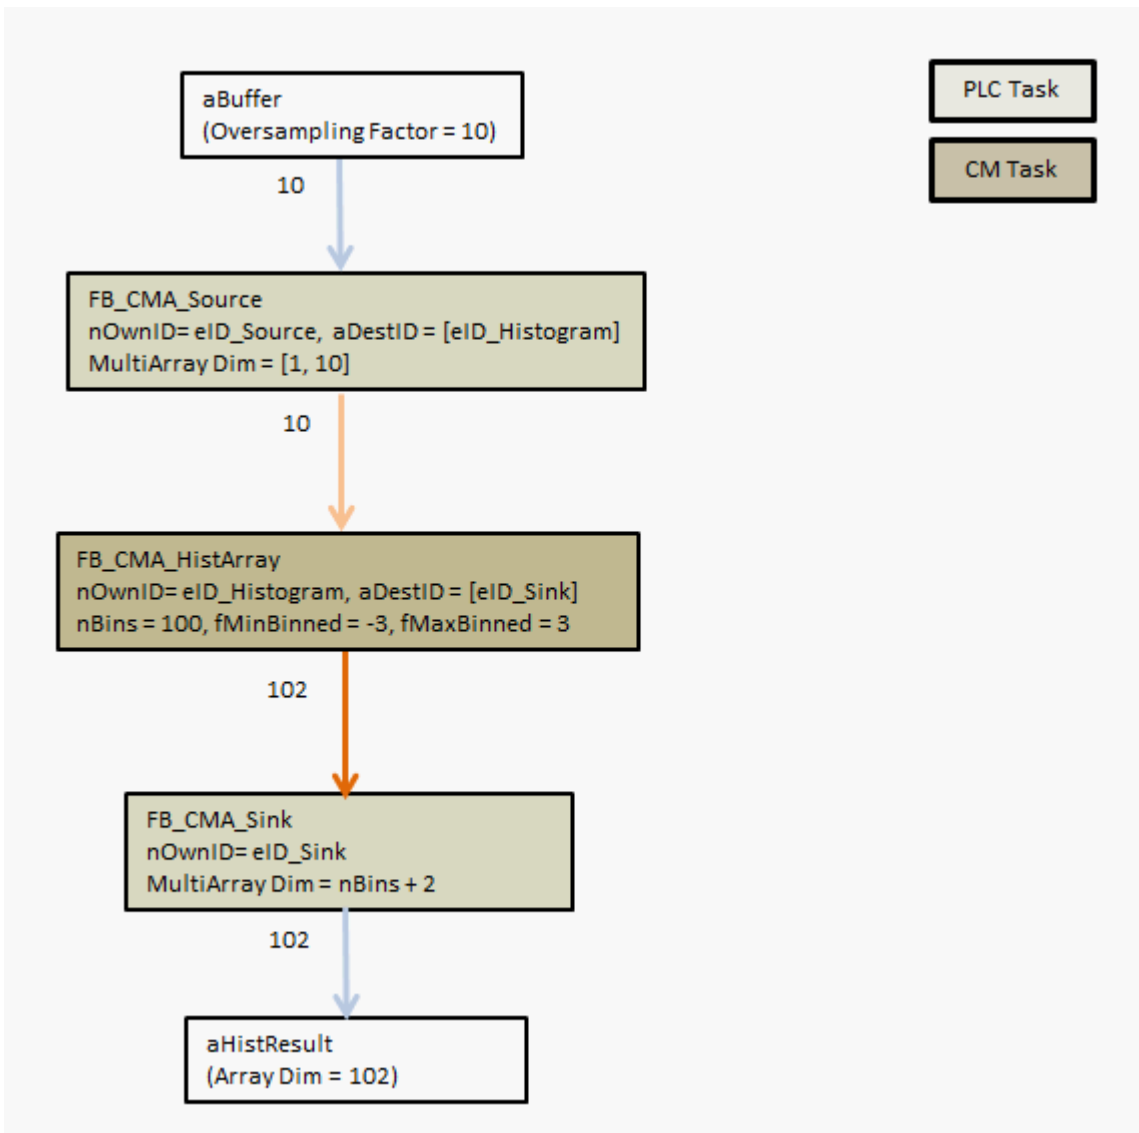 aBuffer
(Oversampling Factor = 10)
PLC Task
CM Task
10
FB_CMA_Source
nOwnID= eID_Source, aDestID = [eID_Histogram]
MultiArray Dim = [1, 10]
10
FB_CMA_HistArray
nOwnID= eID_Histogram, aDestID = [eID_Sink]
nBins = 100, fMinBinned = -3, fMaxBinned = 3
102
FB_CMA_Sink
nOwnID= eID_Sink
MultiArray Dim = nBins + 2
102
aHistResult
(Array Dim = 102)